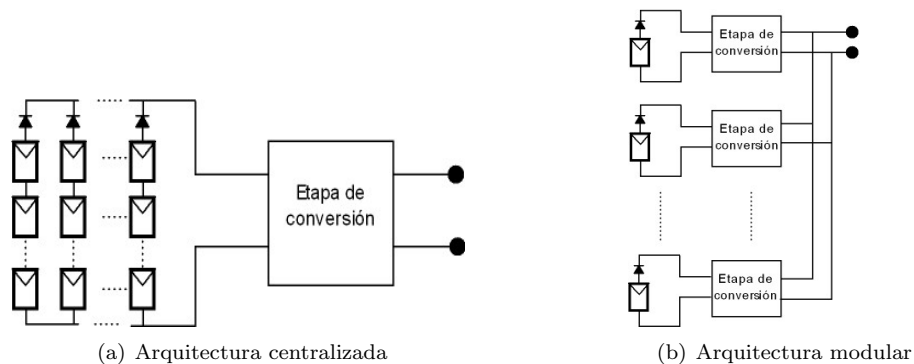 Etapa de
conversión
(a) Arquitectura centralizada
Etapa de
conversión
Etapa de
conversión
Etapa de
conversión
(b) Arquitectura modular